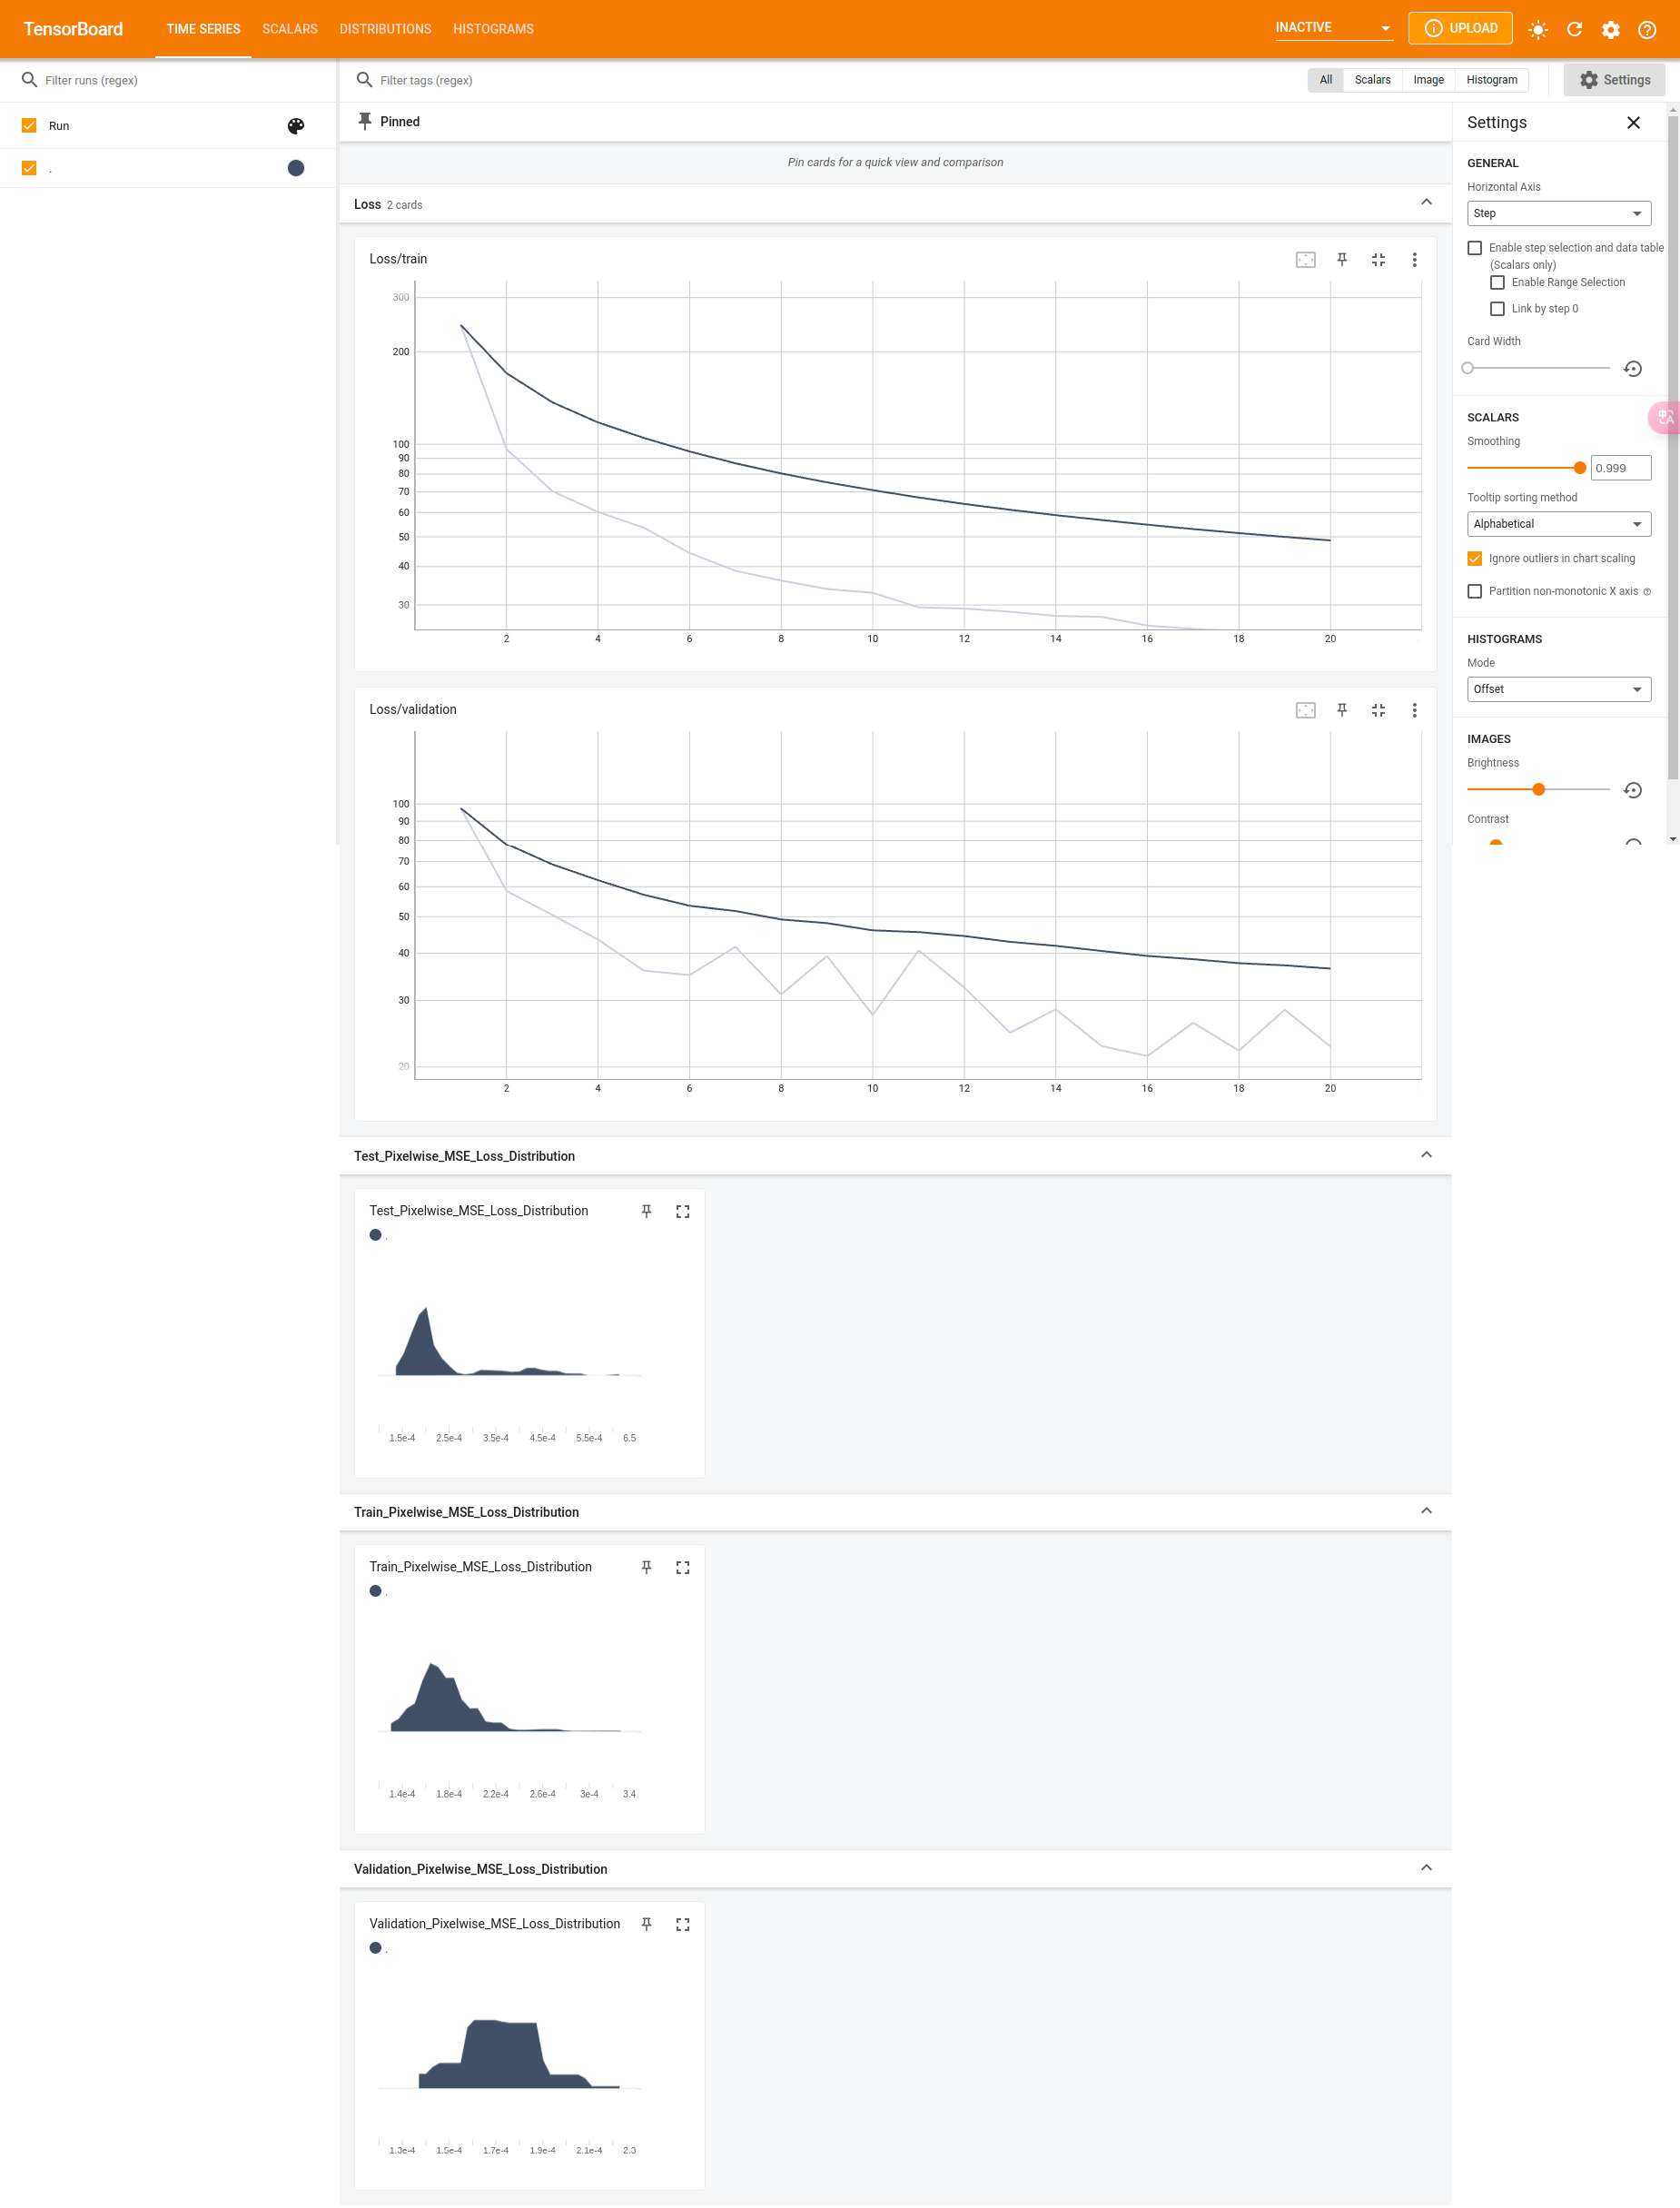 TensorBoard TIME SERIES SCALARS DISTRIBUTIONS HISTOGRAMS INACTIVE UPLOAD
Filter runs (regex)
Filter tags (regex)
All Scalars Image Histogram Settings
Run
.
Pinned
Pin cards for a quick view and comparison
Loss 2 cards
Loss/train
300
200
100
90
80
70
60
50
40
30
2 4 6 8 10 12 14 16 18 20
Loss/validation
100
90
80
70
60
50
40
30
20
2 4 6 8 10 12 14 16 18 20
Test_Pixelwise_MSE_Loss_Distribution
Test_Pixelwise_MSE_Loss_Distribution
.
1.5e-4 2.5e-4 3.5e-4 4.5e-4 5.5e-4 6.5
Train_Pixelwise_MSE_Loss_Distribution
Train_Pixelwise_MSE_Loss_Distribution
.
1.4e-4 1.8e-4 2.2e-4 2.6e-4 3e-4 3.4
Validation_Pixelwise_MSE_Loss_Distribution
Validation_Pixelwise_MSE_Loss_Distribution
.
1.3e-4 1.5e-4 1.7e-4 1.9e-4 2.1e-4 2.3
Settings
GENERAL
Horizontal Axis
Step
Enable step selection and data table
(Scalars only)
Enable Range Selection
Link by step 0
Card Width
SCALARS
Smoothing
0.999
Tooltip sorting method
Alphabetical
Ignore outliers in chart scaling
Partition non-monotonic X axis
HISTOGRAMS
Mode
Offset
IMAGES
Brightness
Contrast